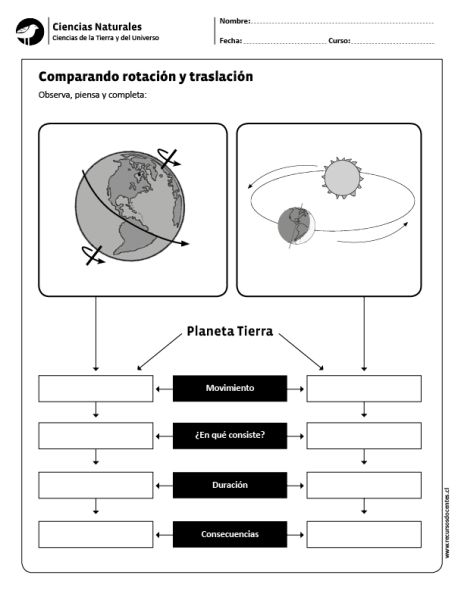 Ciencias Naturales
Ciencias de la Tierra y del Universo
Nombre:
Fecha: Curso:
Comparando rotación y traslación
Observa, piensa y completa:
Planeta Tierra
Movimiento
¿En qué consiste?
Duración
Consecuencias
www.recursosdocentes.cl